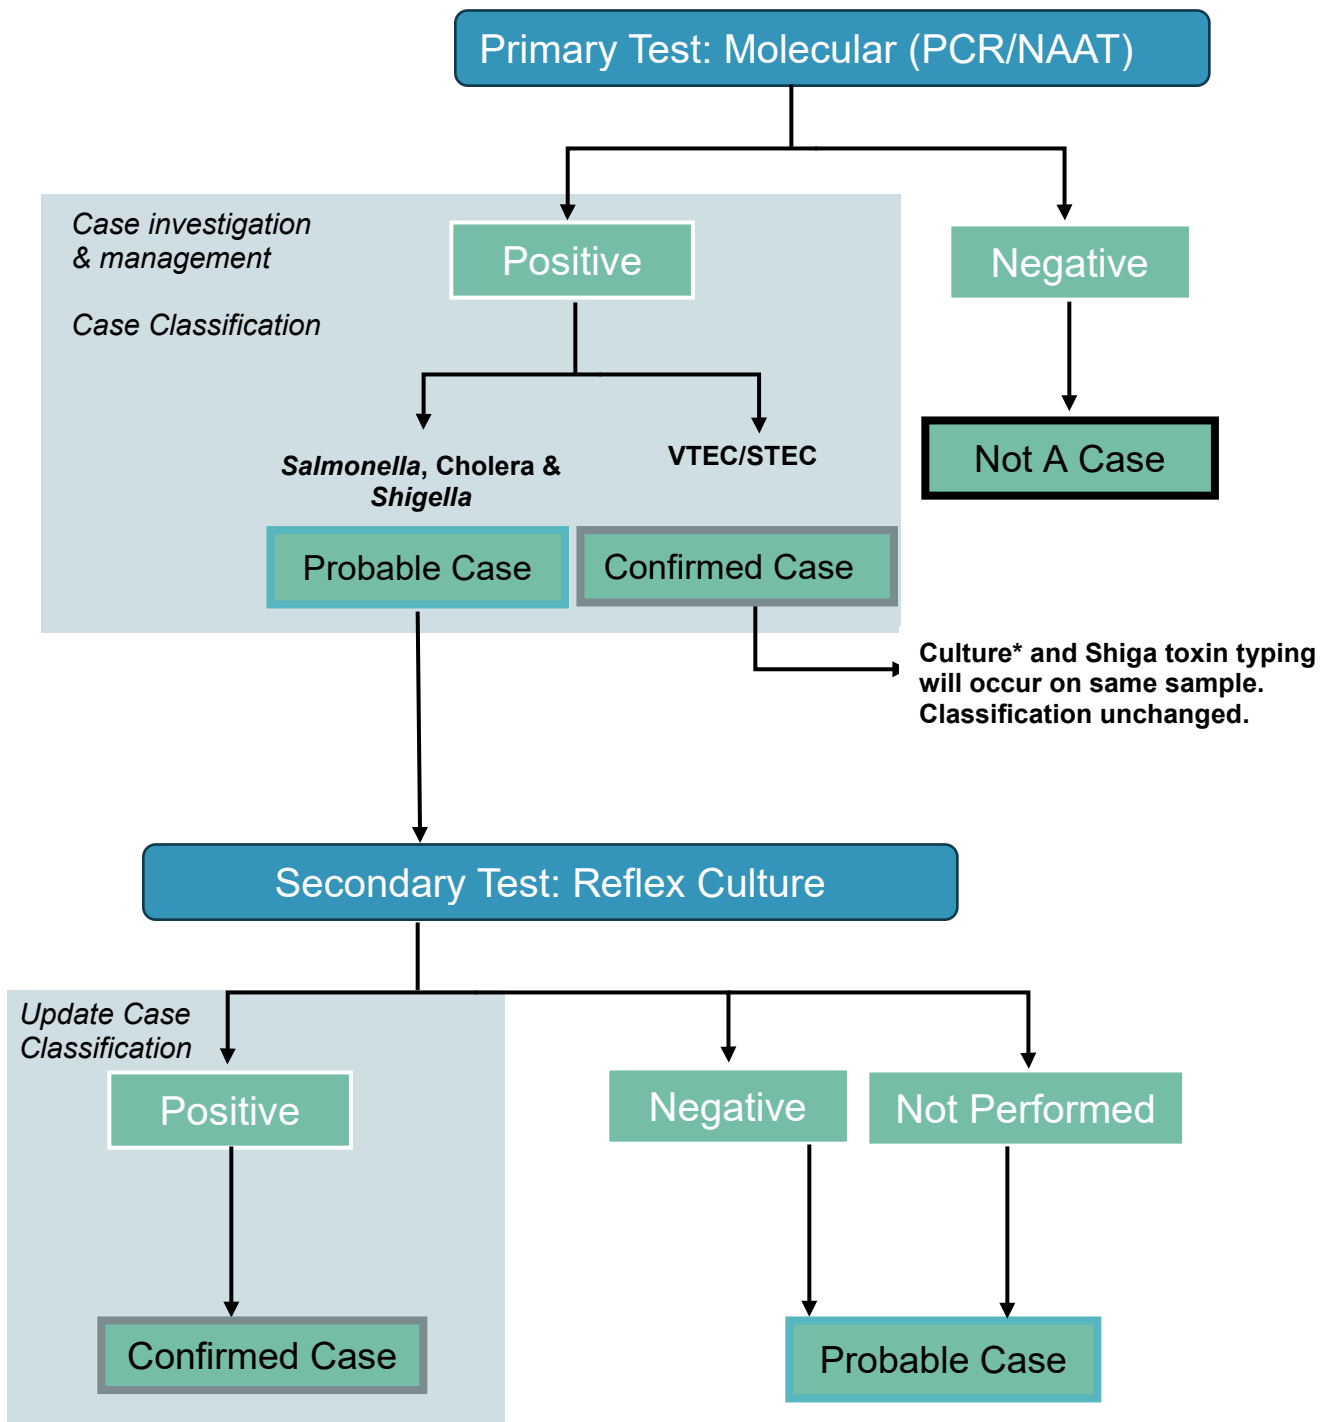 Primary Test: Molecular (PCR/NAAT)
Case investigation
& management
Case Classification
Positive
Negative
Salmonella, Cholera &
Shigella
VTEC/STEC
Not A Case
Probable Case
Confirmed Case
Culture* and Shiga toxin typing
will occur on same sample.
Classification unchanged.
Secondary Test: Reflex Culture
Update Case
Classification
Positive
Negative
Not Performed
Confirmed Case
Probable Case